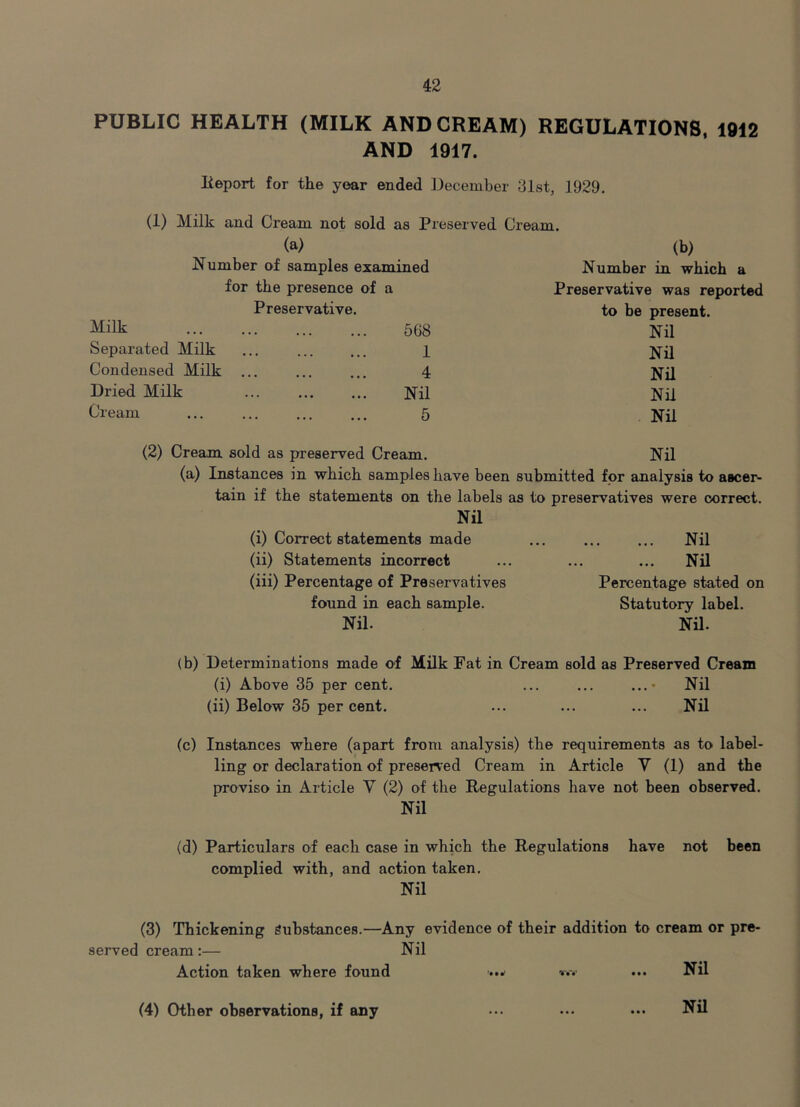 42
PUBLIC HEALTH (MILK AND CREAM) REGULATIONS, 1912
AND 1917.
Report for the year ended December 31st, 1929.
(1) Milk and Cream not sold as Preserved Cream.
(a) (b)
Number of samples examined Number in which a
for the presence of a Preservative was reported
Preservative. to be present.
Milk ... ... ... ... 568 Nil
Separated Milk ... ... ... 1 Nil
Condensed Milk ... ... ... 4 Nil
Dried Milk ... ... ... Nil Nil
Cream ... ... ... ... 5 Nil
(2) Cream sold as preserved Cream. Nil
(a) Instances in which samples have been submitted for analysis to ascer-
tain if the statements on the labels as to preservatives were correct.
Nil
(i) Correct statements made ... ... ... Nil
(ii) Statements incorrect ... ... ... Nil
(iii) Percentage of Preservatives Percentage stated on
found in each sample. Statutory label.
Nil. Nil.
(b) Determinations made of Milk Fat in Cream sold as Preserved Cream
(i) Above 35 per cent. ... ... ... Nil
(ii) Below 35 per cent. ... ... ... Nil
(c) Instances where (apart from analysis) the requirements as to label-
ling or declaration of preserved Cream in Article V (1) and the
proviso in Article V (2) of the Regulations have not been observed.
Nil
(d) Particulars of each case in which the Regulations have not been
complied with, and action taken.
Nil
(3) Thickening Substances.—Any evidence of their addition to cream or pre-
served cream:— Nil
Action taken where found ... ... ... Nil
(4) Other observations, if any ... ... ... Nil